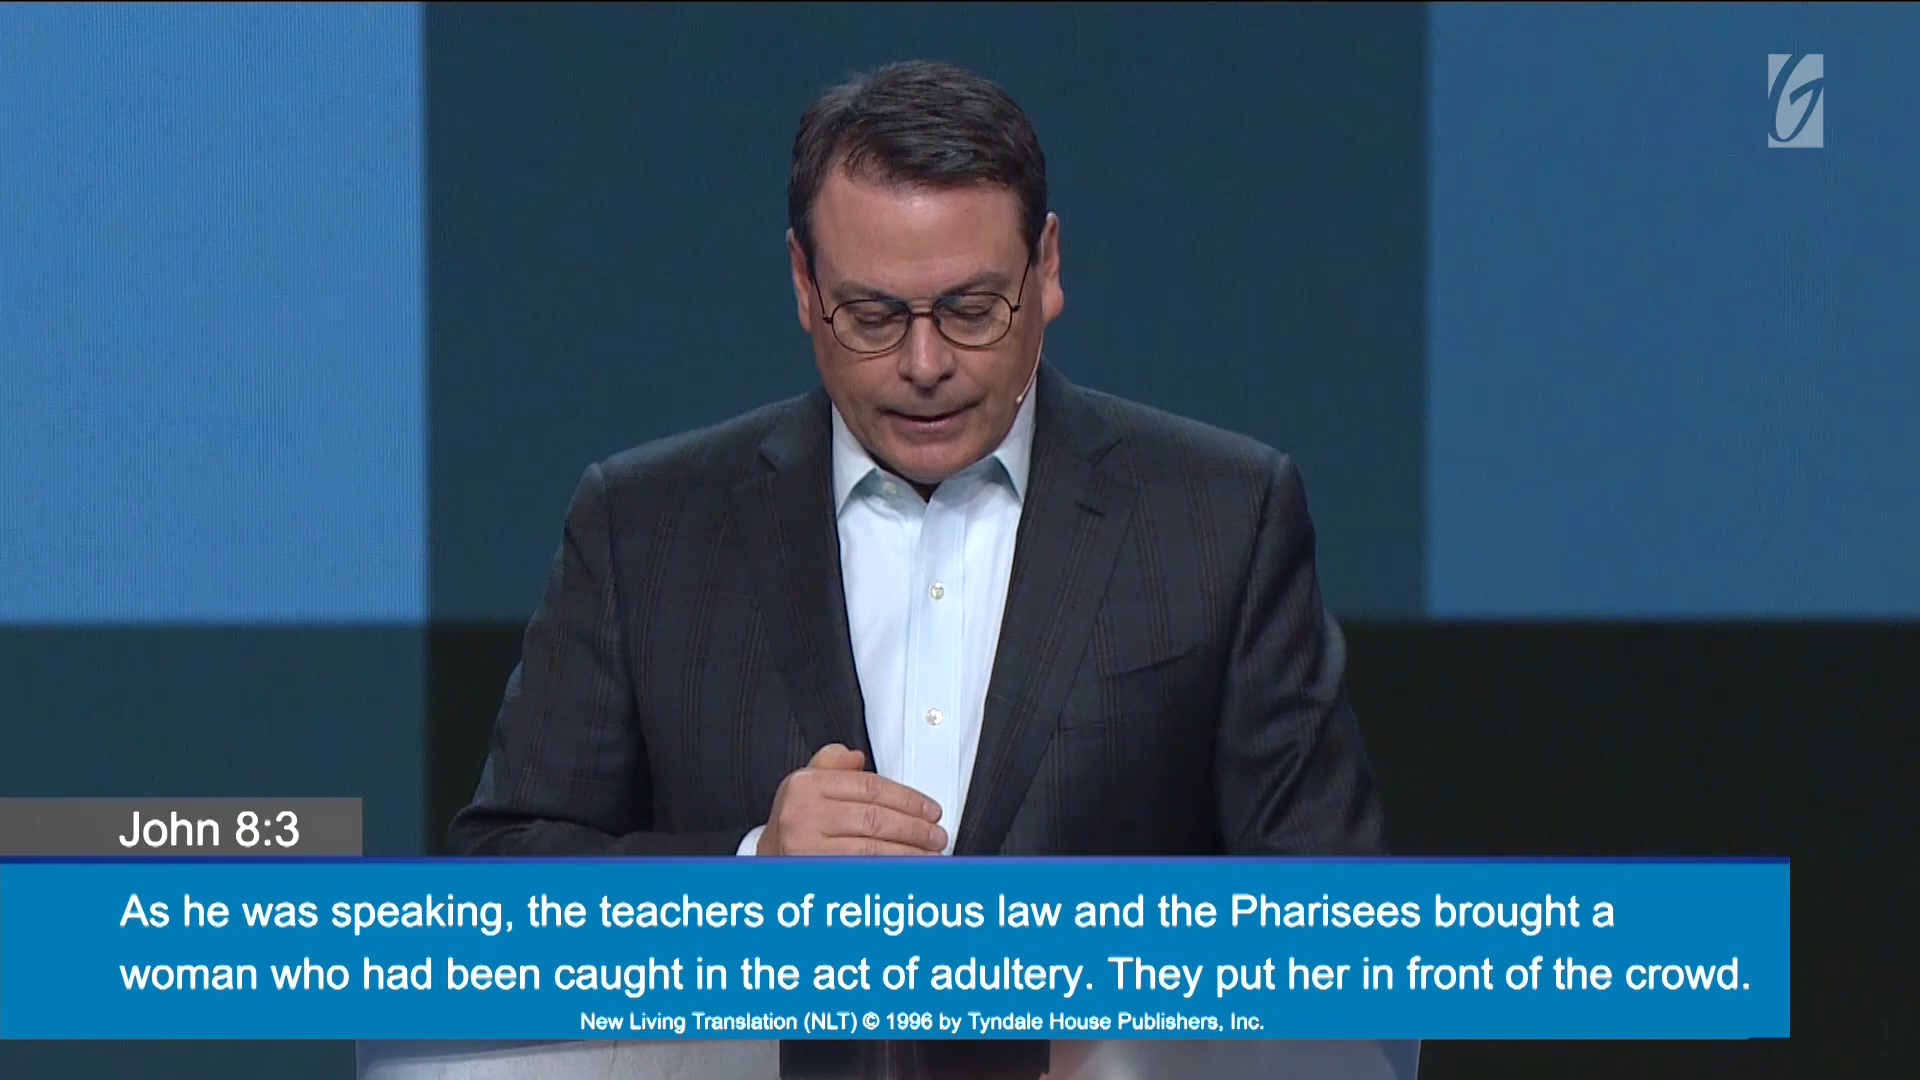 John 8:3
As he was speaking, the teachers of religious law and the Pharisees brought a
woman who had been caught in the act of adultery. They put her in front of the crowd.
New Living Translation (NLT) © 1996 by Tyndale House Publishers, Inc.
G